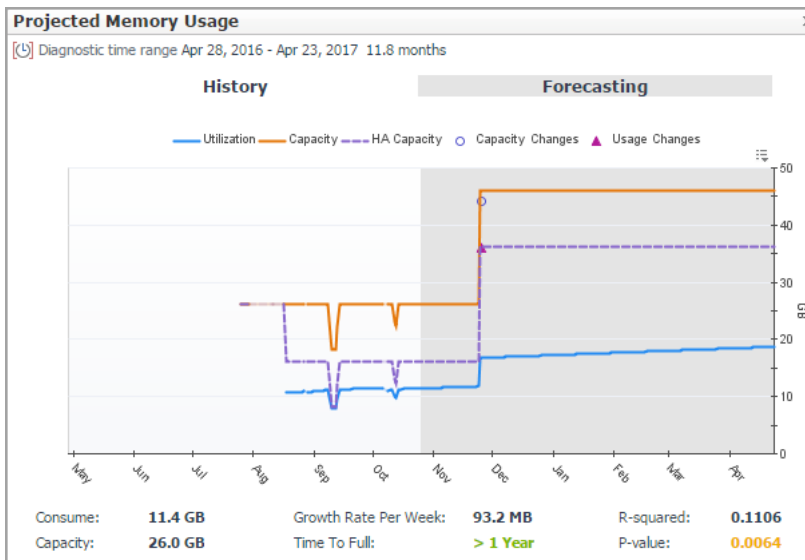 Projected Memory Usage
Diagnostic time range Apr 28, 2016 - Apr 23, 2017 11.8 months
History Forecasting
Utilization Capacity HA Capacity Capacity Changes Usage Changes
50
40
30
20
10
0
GB
May Jun Jul Aug Sep Oct Nov Dec Jan Feb Mar Apr
Consume: 11.4 GB Growth Rate Per Week: 93.2 MB R-squared: 0.1106
Capacity: 26.0 GB Time To Full: > 1 Year P-value: 0.0064